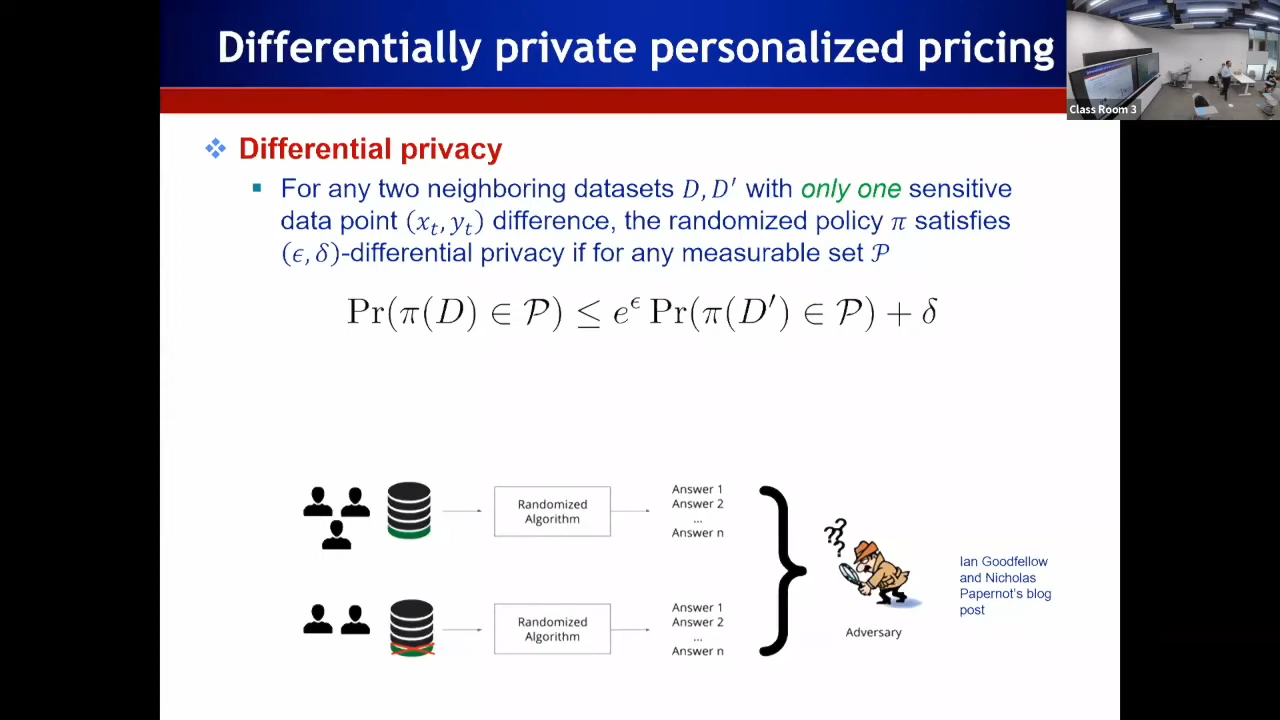 Differentially private personalized pricing
Class Room 3
Differential privacy
For any two neighboring datasets D, D′ with only one sensitive
data point (xₜ, yₜ) difference, the randomized policy π satisfies
(ϵ, δ)-differential privacy if for any measurable set 𝒫
Pr(π(D) ∈ 𝒫) ≤ e^ϵ Pr(π(D′) ∈ 𝒫) + δ
Randomized
Algorithm
Answer 1
Answer 2
...
Answer n
??
?
Randomized
Algorithm
Answer 1
Answer 2
...
Answer n
Adversary
Ian Goodfellow
and Nicholas
Papernot's blog
post